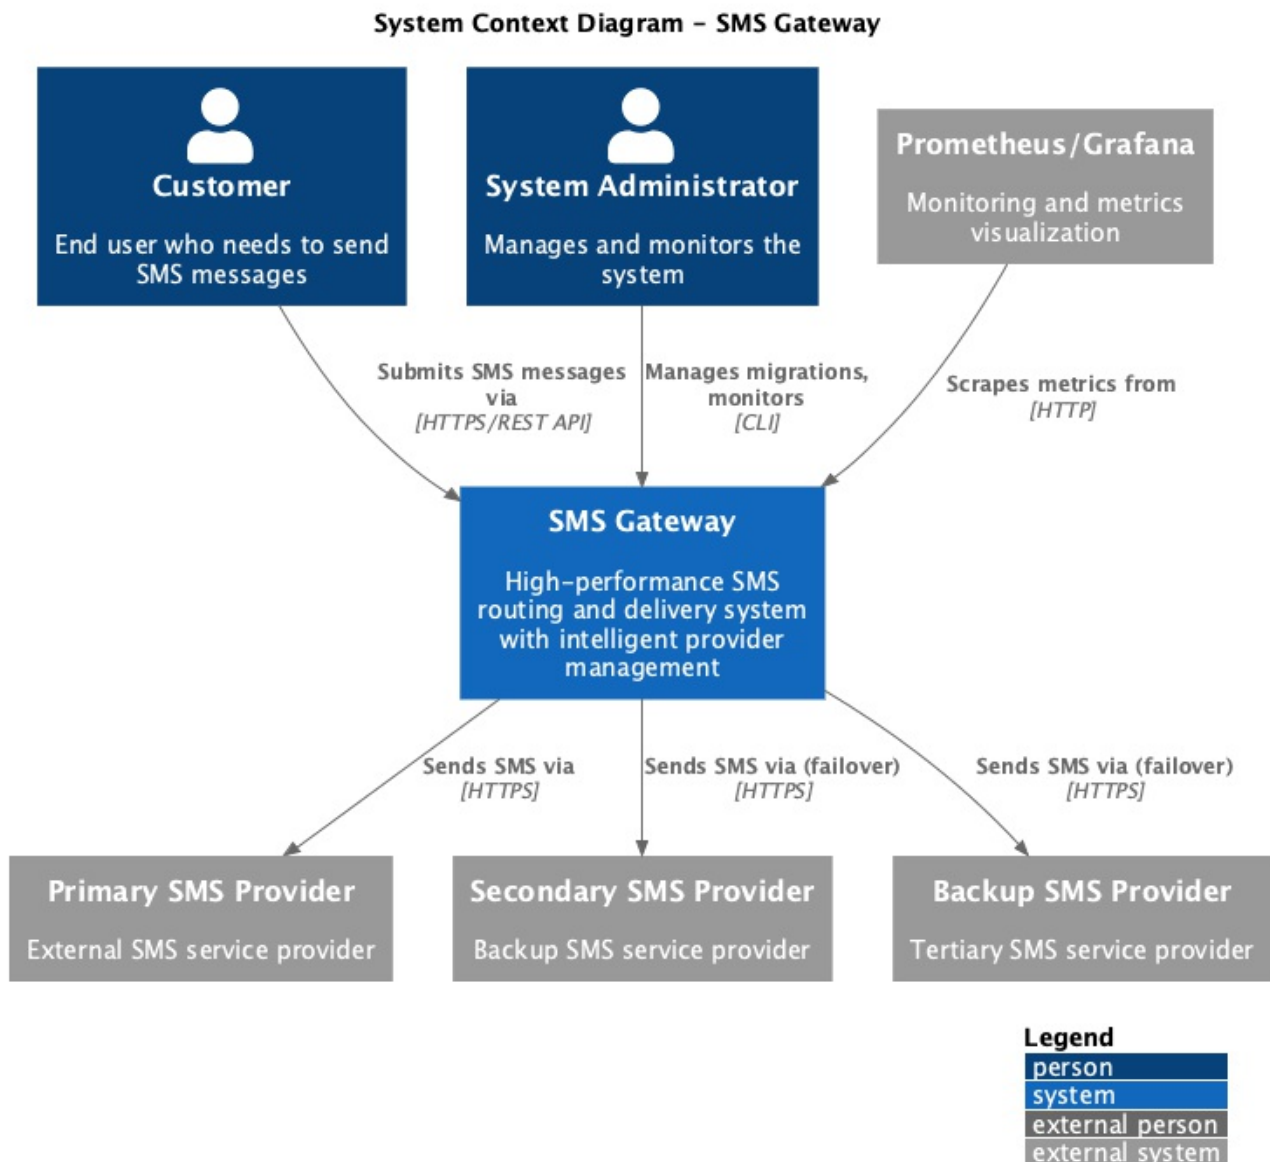 System Context Diagram – SMS Gateway
Customer
End user who needs to send
SMS messages
System Administrator
Manages and monitors the
system
Prometheus/Grafana
Monitoring and metrics
visualization
Submits SMS messages
via
[HTTPS/REST API]
Manages migrations,
monitors
[CLI]
Scrapes metrics from
[HTTP]
SMS Gateway
High–performance SMS
routing and delivery system
with intelligent provider
management
Sends SMS via
[HTTPS]
Sends SMS via (failover)
[HTTPS]
Sends SMS via (failover)
[HTTPS]
Primary SMS Provider
External SMS service provider
Secondary SMS Provider
Backup SMS service provider
Backup SMS Provider
Tertiary SMS service provider
Legend
person
system
external person
external system